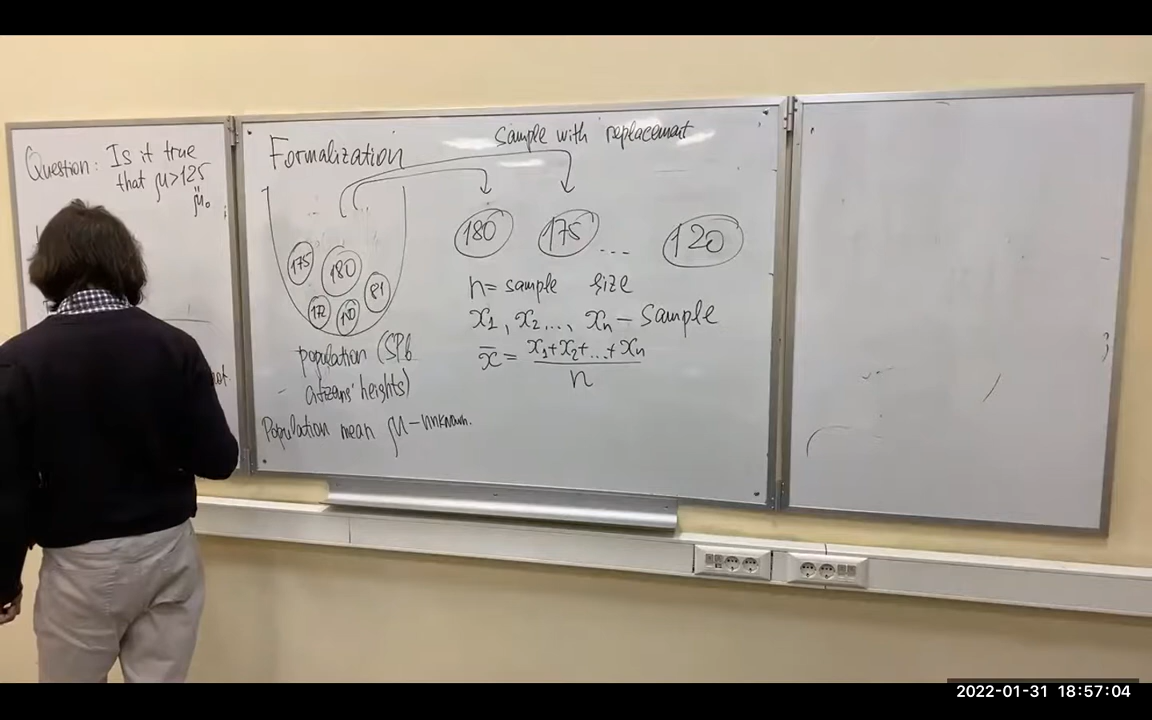 Question: Is it true
that μ>125
"
μ₀
Formalization
175
180
81
172
population (SPb
citizens' heights)
Population mean μ - unknown.
sample with replacement
180 175 ... 120
n = sample size
x₁, x₂..., xₙ - sample
x̄ = x₁+x₂+...+xₙ
n
2022-01-31 18:57:04